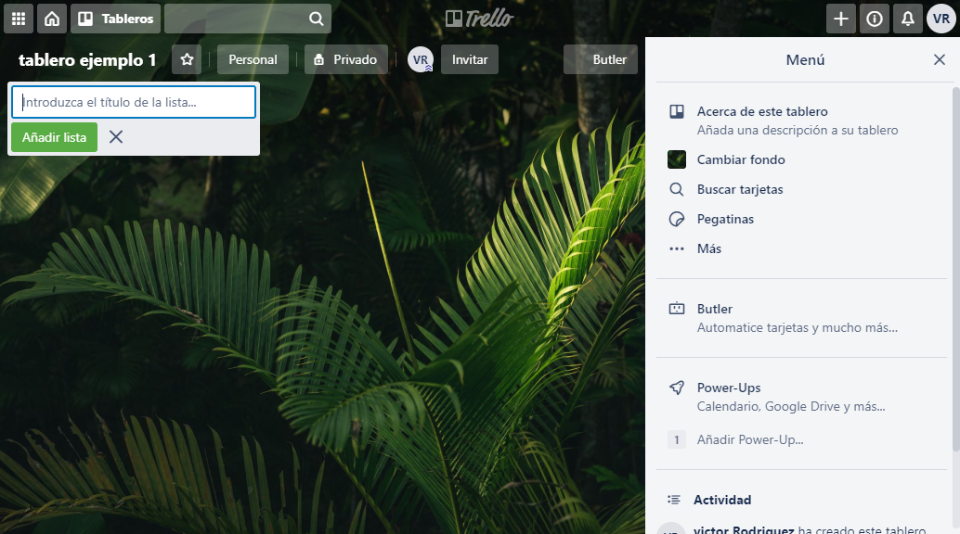 Tableros
Trello
VR
tablero ejemplo 1
Personal
Privado
VR
Invitar
Butler
Introduzca el título de la lista...
Añadir lista
Menú
Acerca de este tablero
Añada una descripción a su tablero
Cambiar fondo
Buscar tarjetas
Pegatinas
Más
Butler
Automatice tarjetas y mucho más...
Power-Ups
Calendario, Google Drive y más...
1 Añadir Power-Up...
Actividad
VR victor Rodriguez ha creado este tablero